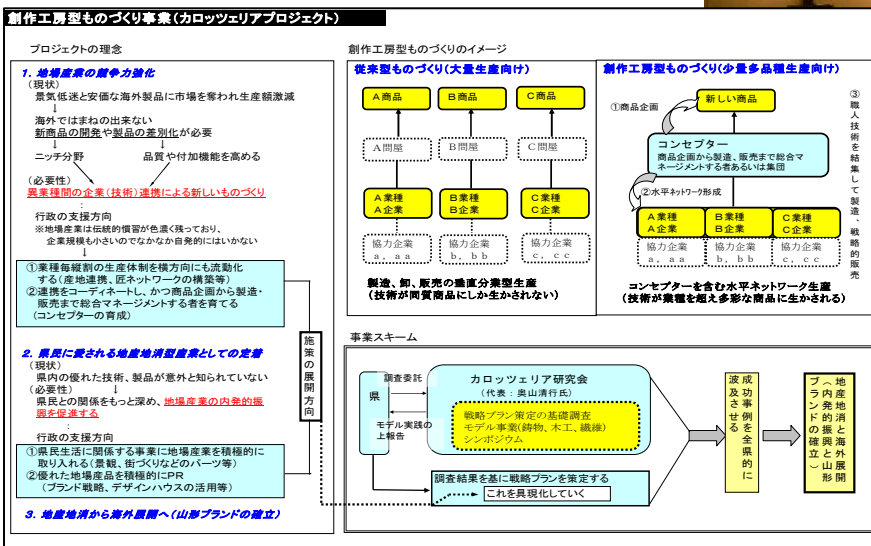 創作工房型ものづくり事業(カロッツェリアプロジェクト)
プロジェクトの理念
1. 地場産業の競争力強化
(現状)
景気低迷と安価な海外製品に市場を奪われ生産額激減
↓
海外ではまねの出来ない
新商品の開発や製品の差別化が必要
ニッチ分野 品質や付加機能を高める
(必要性)
異業種間の企業(技術)連携による新しいものづくり
:
行政の支援方向
※地場産業は伝統的慣習が色濃く残っており、
企業規模も小さいのでなかなか自発的にはいかない
①業種毎縦割の生産体制を横方向にも流動化
する(産地連携、匠ネットワークの構築等)
②連携をコーディネートし、かつ商品企画から製造・
販売まで総合マネージメントする者を育てる
(コンセプターの育成)
2. 県民に愛される地産地消型産業としての定着
(現状)
県内の優れた技術、製品が意外と知られていない
(必要性) ↓
県民との関係をもっと深め、地場産業の内発的振
興を促進する
:
行政の支援方向
①県民生活に関係する事業に地場産業を積極的に
取り入れる(景観、街づくりなどのパーツ等)
②優れた地場産品を積極的にPR
(ブランド戦略、デザインハウスの活用等)
3. 地産地消から海外展開へ(山形ブランドの確立)
施策の展開方向
創作工房型ものづくりのイメージ
従来型ものづくり(大量生産向け)
A商品 B商品 C商品
A問屋 B問屋 C問屋
A業種 B業種 C業種
A企業 B企業 C企業
協力企業 協力企業 協力企業
a, aa b, bb c, cc
製造、卸、販売の垂直分業型生産
(技術が同質商品にしか生かされない)
創作工房型ものづくり(少量多品種生産向け)
①商品企画
新しい商品
コンセプター
商品企画から製造、販売まで総合マ
ネージメントする者あるいは集団
②水平ネットワーク形成
A業種 B業種 C業種
A企業 B企業 C企業
協力企業 協力企業 協力企業
a, aa b, bb c, cc
③職人技術を結集して製造、戦略的販売
コンセプターを含む水平ネットワーク生産
(技術が業種を超え多彩な商品に生かされる)
事業スキーム
県
調査委託
モデル実践の
上報告
カロッツェリア研究会
(代表:奥山清行氏)
戦略プラン策定の基礎調査
モデル事業(鋳物、木工、繊維)
シンポジウム
調査結果を基に戦略プランを策定する
これを具現化していく
成功事例を全県的に
波及させる
地産地消と海外展開
(内発的振興と山形
ブランドの確立)